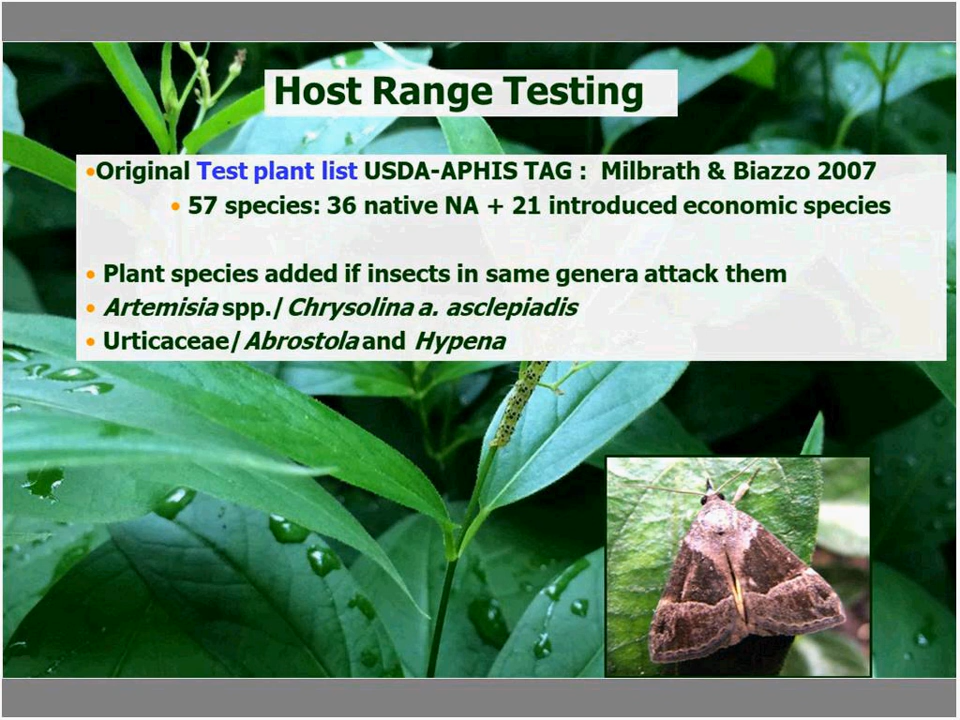 Host Range Testing
•Original Test plant list USDA-APHIS TAG : Milbrath & Biazzo 2007
• 57 species: 36 native NA + 21 introduced economic species
• Plant species added if insects in same genera attack them
• Artemisia spp./ Chrysolina a. asclepiadis
• Urticaceae/ Abrostola and Hypena